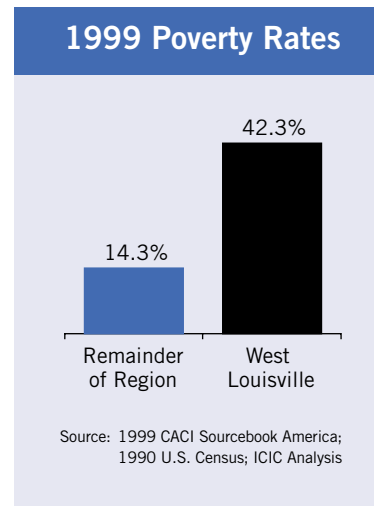 1999 Poverty Rates
42.3%
14.3%
Remainder
of Region
West
Louisville
Source: 1999 CACI Sourcebook America;
1990 U.S. Census; ICIC Analysis